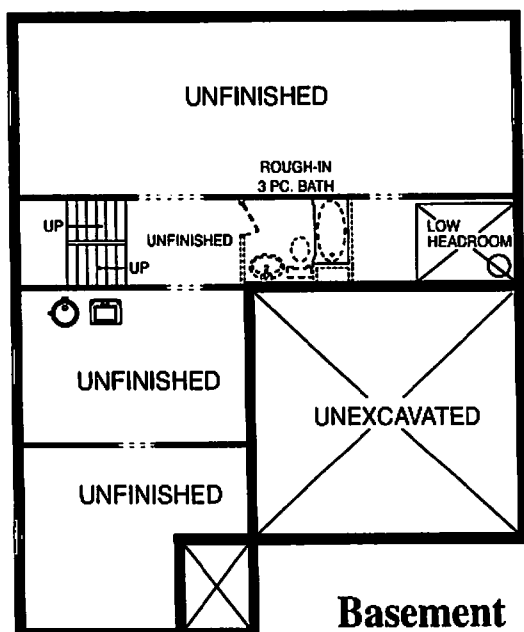 UNFINISHED
ROUGH-IN
3 PC. BATH
UP
UNFINISHED
LOW
HEADROOM
UP
UNFINISHED
UNEXCAVATED
UNFINISHED
Basement